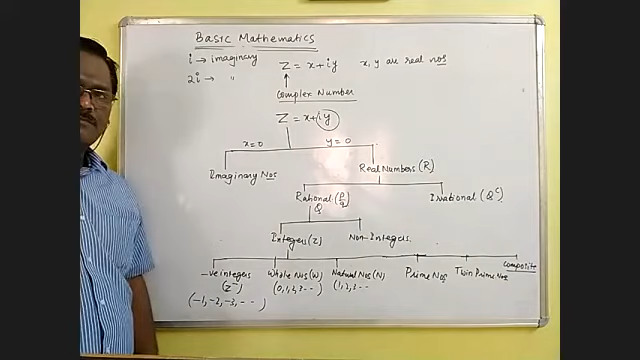 Basic Mathematics
i → imaginary Z = x+iy x, y are real nos
2i → "
Complex Number
Z = x+iy
x=0 y=0
Imaginary Nos Real Numbers (R)
Rational (p/q) Irrational (Qᶜ)
Q
Integers (Z) Non-Integers
-ve integers Whole Nos (W) Natural Nos (N) Prime Nos Twin Prime Nos Composite
(Z⁻) (0,1,2,3-- ) (1,2,3--
(-1,-2,-3,-- )